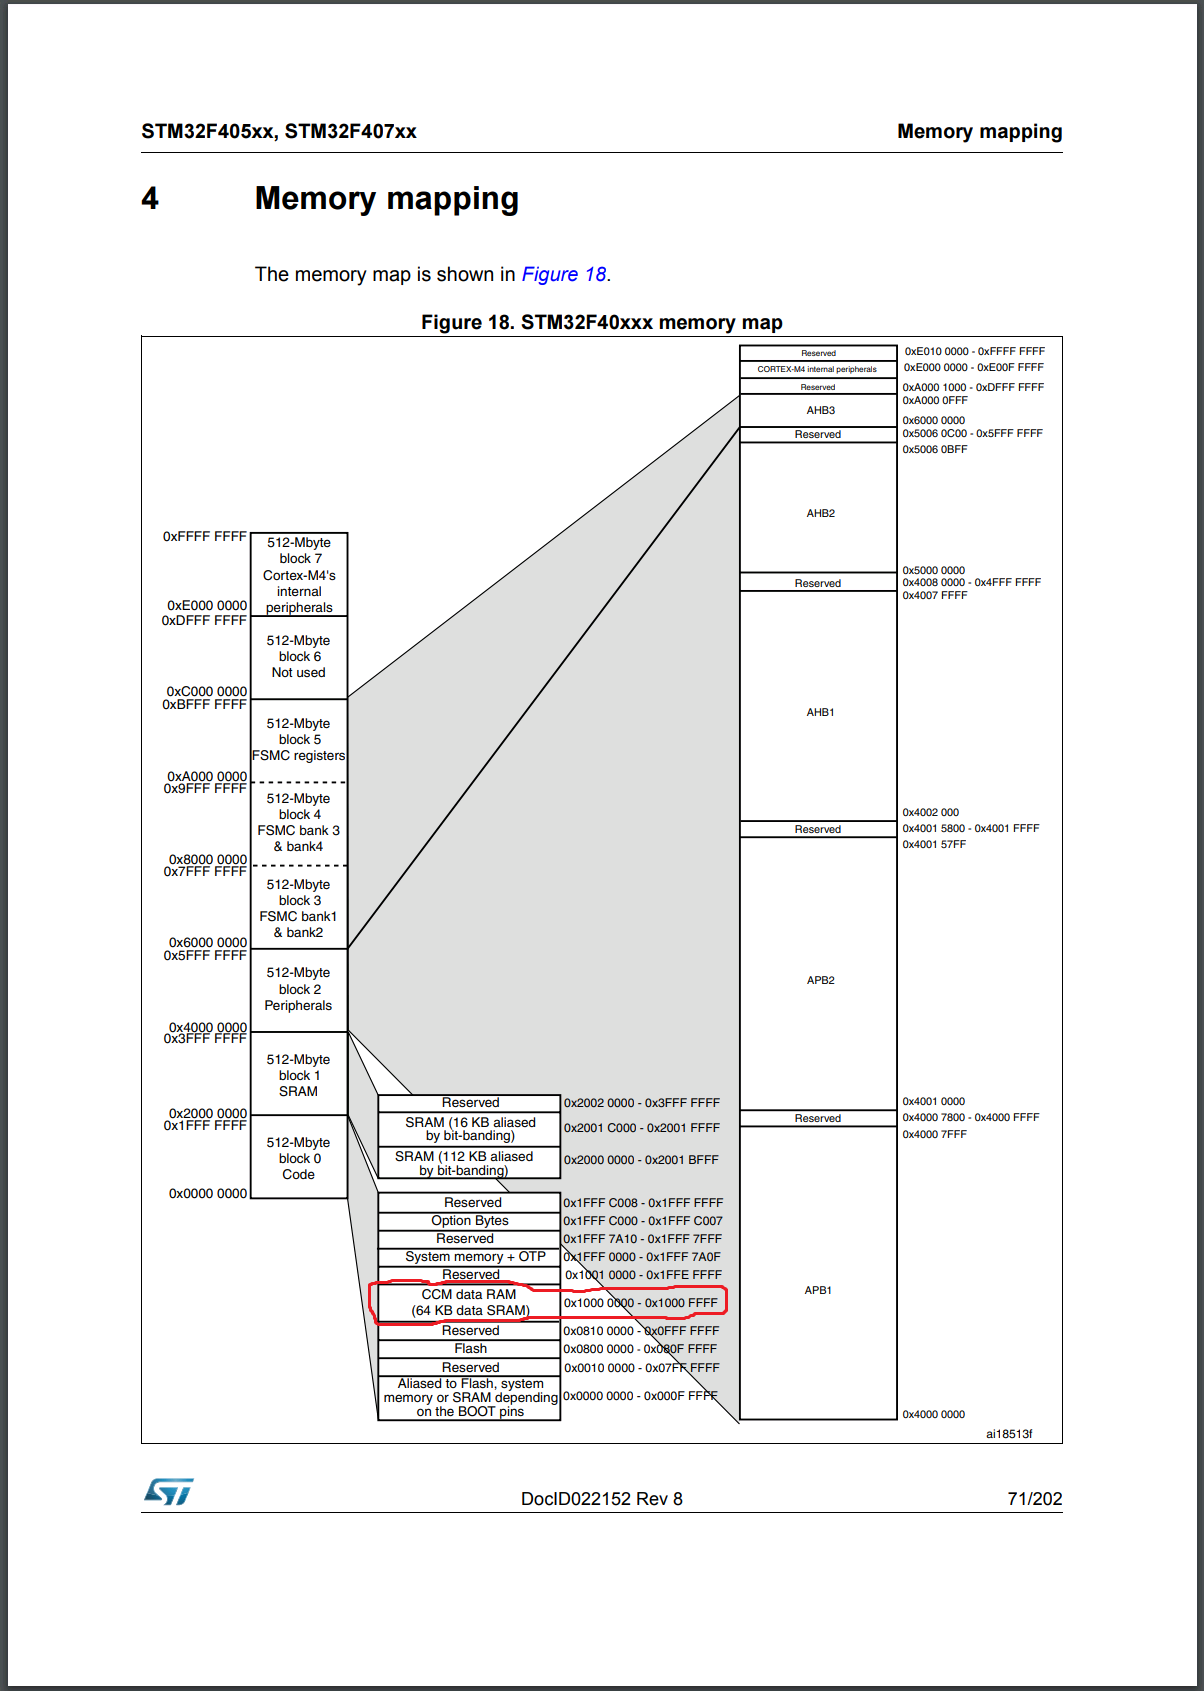 STM32F405xx, STM32F407xx
Memory mapping
4
Memory mapping
The memory map is shown in Figure 18.
Figure 18. STM32F40xxx memory map
0xFFFF FFFF
512-Mbyte
block 7
Cortex-M4's
internal
peripherals
0xE000 0000
0xDFFF FFFF
512-Mbyte
block 6
Not used
0xC000 0000
0xBFFF FFFF
512-Mbyte
block 5
FSMC registers
0xA000 0000
0x9FFF FFFF
512-Mbyte
block 4
FSMC bank 3
& bank4
0x8000 0000
0x7FFF FFFF
512-Mbyte
block 3
FSMC bank1
& bank2
0x6000 0000
0x5FFF FFFF
512-Mbyte
block 2
Peripherals
0x4000 0000
0x3FFF FFFF
512-Mbyte
block 1
SRAM
0x2000 0000
0x1FFF FFFF
512-Mbyte
block 0
Code
0x0000 0000
Reserved
0x2002 0000 - 0x3FFF FFFF
SRAM (16 KB aliased
by bit-banding)
0x2001 C000 - 0x2001 FFFF
SRAM (112 KB aliased
by bit-banding)
0x2000 0000 - 0x2001 BFFF
Reserved
0x1FFF C008 - 0x1FFF FFFF
Option Bytes
0x1FFF C000 - 0x1FFF C007
Reserved
0x1FFF 7A10 - 0x1FFF 7FFF
System memory + OTP
0x1FFF 0000 - 0x1FFF 7A0F
Reserved
0x1001 0000 - 0x1FFE FFFF
CCM data RAM
(64 KB data SRAM)
0x1000 0000 - 0x1000 FFFF
Reserved
0x0810 0000 - 0x0FFF FFFF
Flash
0x0800 0000 - 0x080F FFFF
Reserved
0x0010 0000 - 0x07FF FFFF
Aliased to Flash, system
memory or SRAM depending
on the BOOT pins
0x0000 0000 - 0x000F FFFF
Reserved
0xE010 0000 - 0xFFFF FFFF
CORTEX-M4 internal peripherals
0xE000 0000 - 0xE00F FFFF
Reserved
0xA000 1000 - 0xDFFF FFFF
0xA000 0FFF
AHB3
0x6000 0000
Reserved
0x5006 0C00 - 0x5FFF FFFF
0x5006 0BFF
AHB2
0x5000 0000
Reserved
0x4008 0000 - 0x4FFF FFFF
0x4007 FFFF
AHB1
0x4002 000
Reserved
0x4001 5800 - 0x4001 FFFF
0x4001 57FF
APB2
0x4001 0000
Reserved
0x4000 7800 - 0x4000 FFFF
0x4000 7FFF
APB1
0x4000 0000
ai18513f
ST
DocID022152 Rev 8
71/202